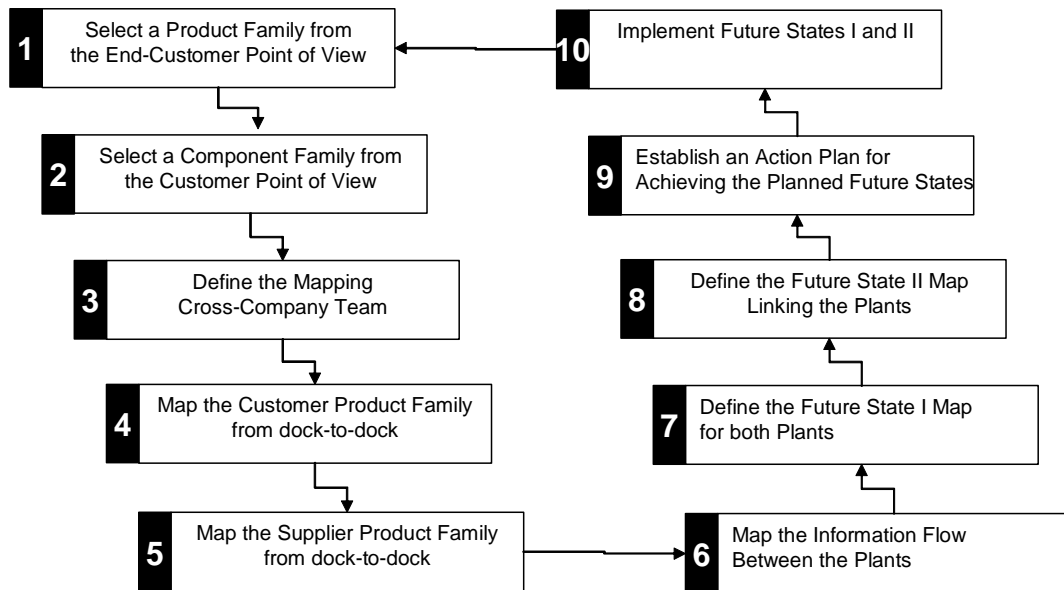 1
Select a Product Family from
the End-Customer Point of View
2
Select a Component Family from
the Customer Point of View
3
Define the Mapping
Cross-Company Team
4
Map the Customer Product Family
from dock-to-dock
5
Map the Supplier Product Family
from dock-to-dock
6
Map the Information Flow
Between the Plants
7
Define the Future State I Map
for both Plants
8
Define the Future State II Map
Linking the Plants
9
Establish an Action Plan for
Achieving the Planned Future States
10
Implement Future States I and II